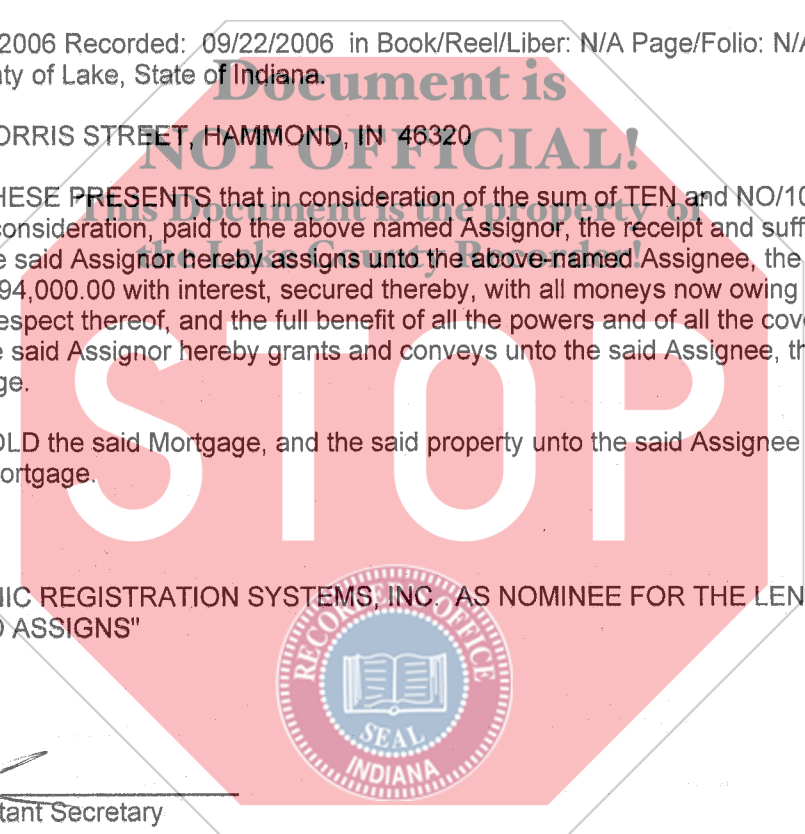 2006 Recorded: 09/22/2006 in Book/Reel/Liber: N/A Page/Folio: N/A
nty of Lake, State of Indiana.
Document is
ORRIS STREET, HAMMOND, IN 46320
NOT OFFICIAL!
HESE PRESENTS that in consideration of the sum of TEN and NO/10
This Document is the property of
consideration, paid to the above named Assignor, the receipt and suff
the Lake County Recorder!
e said Assignor hereby assigns unto the above-named Assignee, the
94,000.00 with interest, secured thereby, with all moneys now owing
espect thereof, and the full benefit of all the powers and of all the cov
e said Assignor hereby grants and conveys unto the said Assignee, th
ge.
STOP
OLD the said Mortgage, and the said property unto the said Assignee
ortgage.
NIC REGISTRATION SYSTEMS, INC. AS NOMINEE FOR THE LEN
D ASSIGNS"
RECORDER'S OFFICE
SEAL
INDIANA
tant Secretary